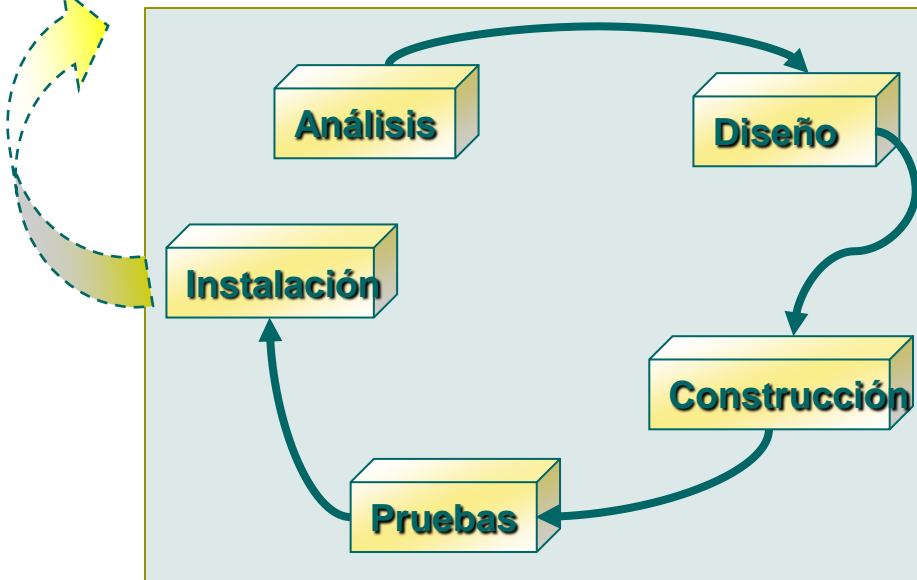 Análisis
Diseño
Instalación
Construcción
Pruebas